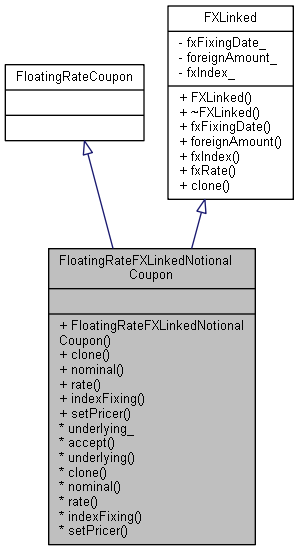 FXLinked
- fxFixingDate_
- foreignAmount_
- fxIndex_
+ FXLinked()
+ ~FXLinked()
+ fxFixingDate()
+ foreignAmount()
+ fxIndex()
+ fxRate()
+ clone()
FloatingRateCoupon
FloatingRateFXLinkedNotional
Coupon
+ FloatingRateFXLinkedNotional
Coupon()
+ clone()
+ nominal()
+ rate()
+ indexFixing()
+ setPricer()
* underlying_
* accept()
* underlying()
* clone()
* nominal()
* rate()
* indexFixing()
* setPricer()